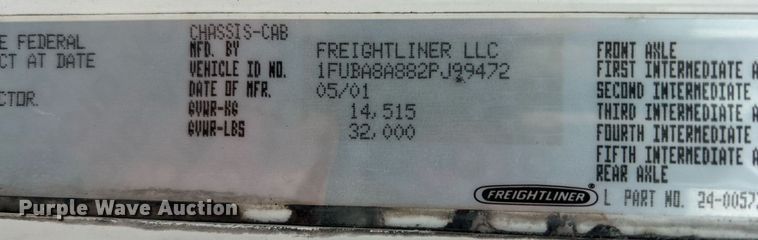 E FEDERAL
CT AT DATE
CTOR.
CHASSIS-CAB
MFD. BY FREIGHTLINER LLC
VEHICLE ID NO. 1FUBA8A882PJ99472
DATE OF MFR. 05/01
GVWR-KG 14,515
GVWR-LBS 32,000
FRONT AXLE
FIRST INTERMEDIATE A
SECOND INTERMEDIATE
THIRD INTERMEDIATE A
FOURTH INTERMEDIATE
FIFTH INTERMEDIATE A
REAR AXLE
FREIGHTLINER L PART NO. 24-0057
Purple Wave Auction